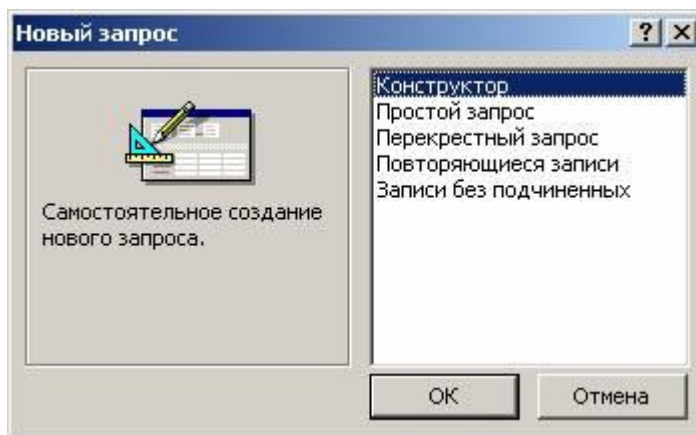 Новый запрос
Самостоятельное создание
нового запроса.
Конструктор
Простой запрос
Перекрестный запрос
Повторяющиеся записи
Записи без подчиненных
ОК
Отмена